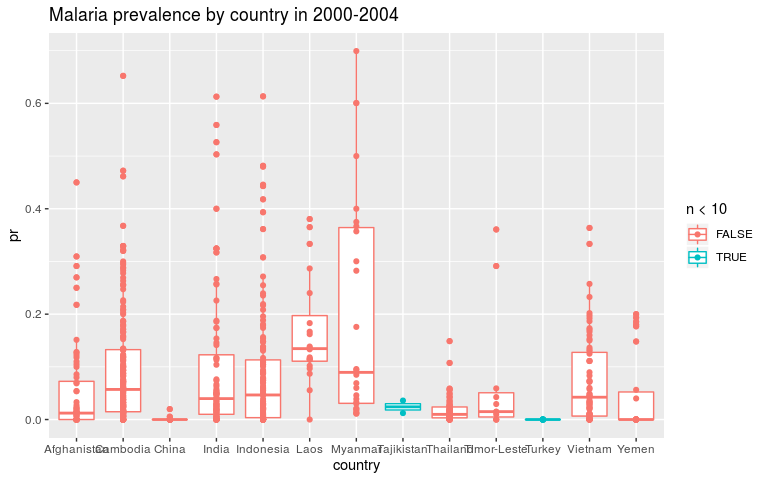 Malaria prevalence by country in 2000-2004
pr
0.6
0.4
0.2
0.0
Afghanistan Cambodia China India Indonesia Laos Myanmar Tajikistan Thailand Timor-Leste Turkey Vietnam Yemen
country
n < 10
FALSE
TRUE